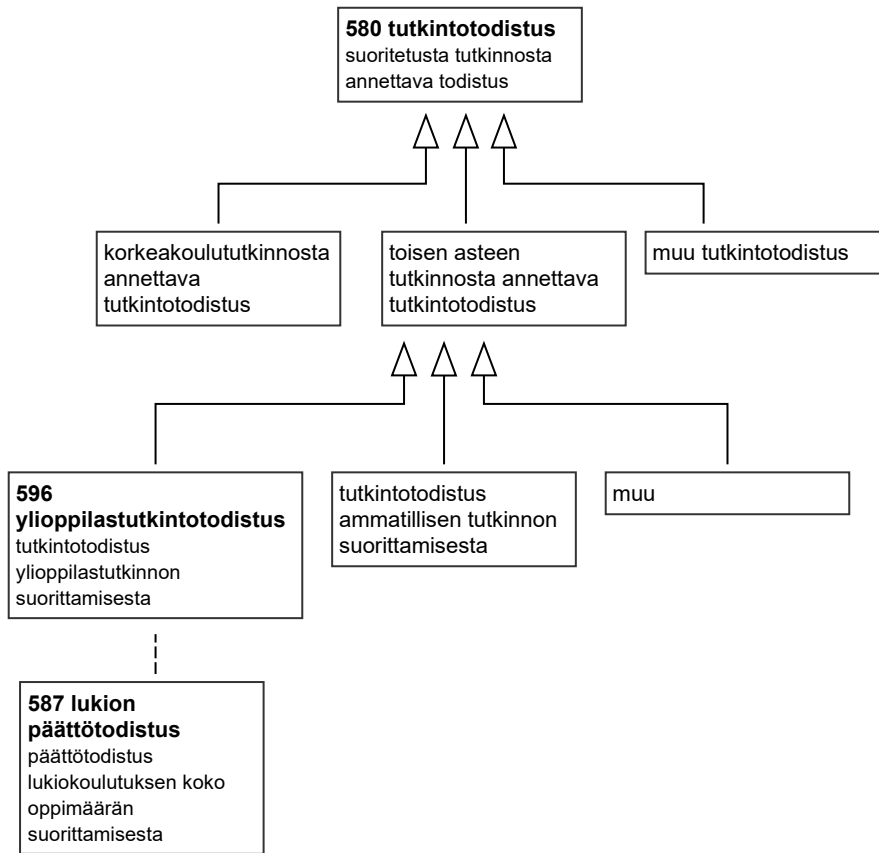 580 tutkintotodistus
suoritetusta tutkinnosta
annettava todistus
korkeakoulututkinnosta
annettava
tutkintotodistus
toisen asteen
tutkinnosta annettava
tutkintotodistus
muu tutkintotodistus
596
ylioppilastutkintotodistus
tutkintotodistus
ylioppilastutkinnon
suorittamisesta
tutkintotodistus
ammatillisen tutkinnon
suorittamisesta
muu
587 lukion
päättötodistus
päättötodistus
lukiokoulutuksen koko
oppimäärän
suorittamisesta